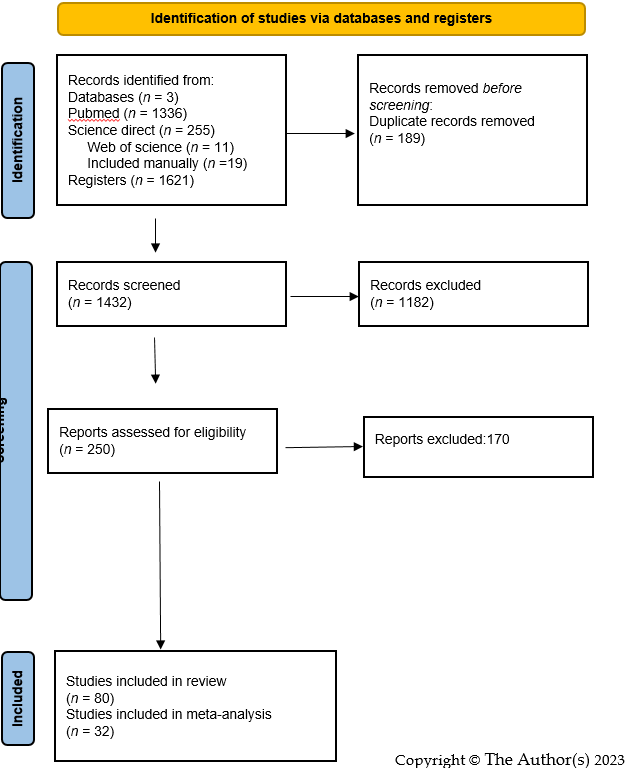 Identification of studies via databases and registers
Identification
Records identified from:
Databases (n = 3)
Pubmed (n = 1336)
Science direct (n = 255)
Web of science (n = 11)
Included manually (n =19)
Registers (n = 1621)
Records removed before
screening:
Duplicate records removed
(n = 189)
Records screened
(n = 1432)
Records excluded
(n = 1182)
Reports assessed for eligibility
(n = 250)
Reports excluded:170
Included
Studies included in review
(n = 80)
Studies included in meta-analysis
(n = 32)
Copyright © The Author(s) 2023